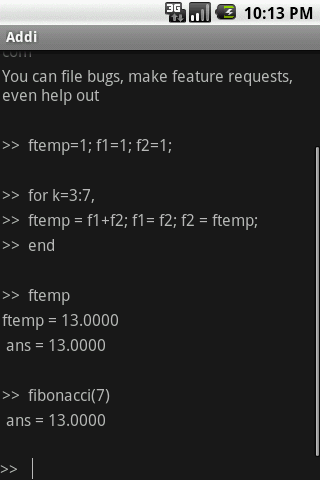 3G 10:13 PM
Addi
com
You can file bugs, make feature requests,
even help out
>> ftemp=1; f1=1; f2=1;
>> for k=3:7,
>> ftemp = f1+f2; f1= f2; f2 = ftemp;
>> end
>> ftemp
ftemp = 13.0000
ans = 13.0000
>> fibonacci(7)
ans = 13.0000
>>